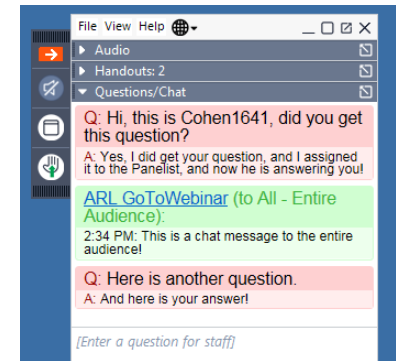 File View Help
Audio
Handouts: 2
Questions/Chat
Q: Hi, this is Cohen1641, did you get
this question?
A: Yes, I did get your question, and I assigned
it to the Panelist, and now he is answering you!
ARL GoToWebinar (to All - Entire
Audience):
2:34 PM: This is a chat message to the entire
audience!
Q: Here is another question.
A: And here is your answer!
[Enter a question for staff]